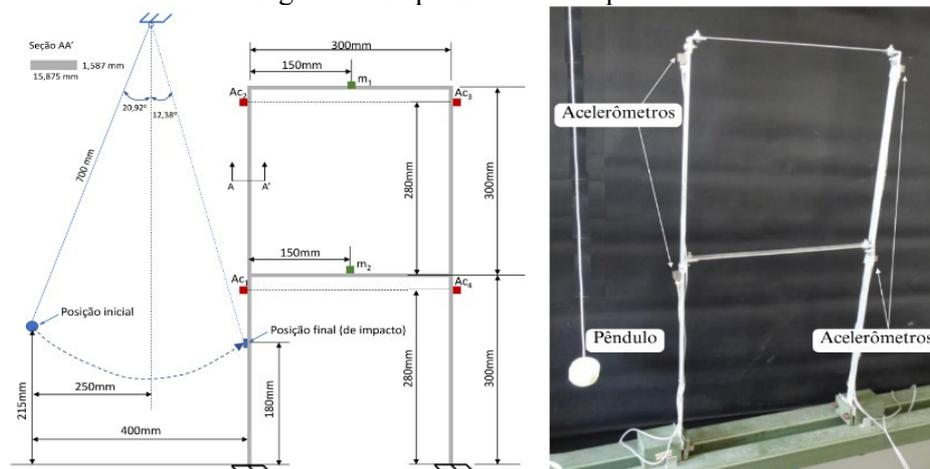 Seção AA'
1,587 mm
15,875 mm
20,92°
12,38°
700 mm
300mm
150mm
m1
Ac2
Ac3
A
A'
280mm
300mm
150mm
m2
Ac1
Ac4
Posição inicial
Posição final (de impacto)
215mm
250mm
400mm
180mm
280mm
300mm
Acelerômetros
Pêndulo
Acelerômetros